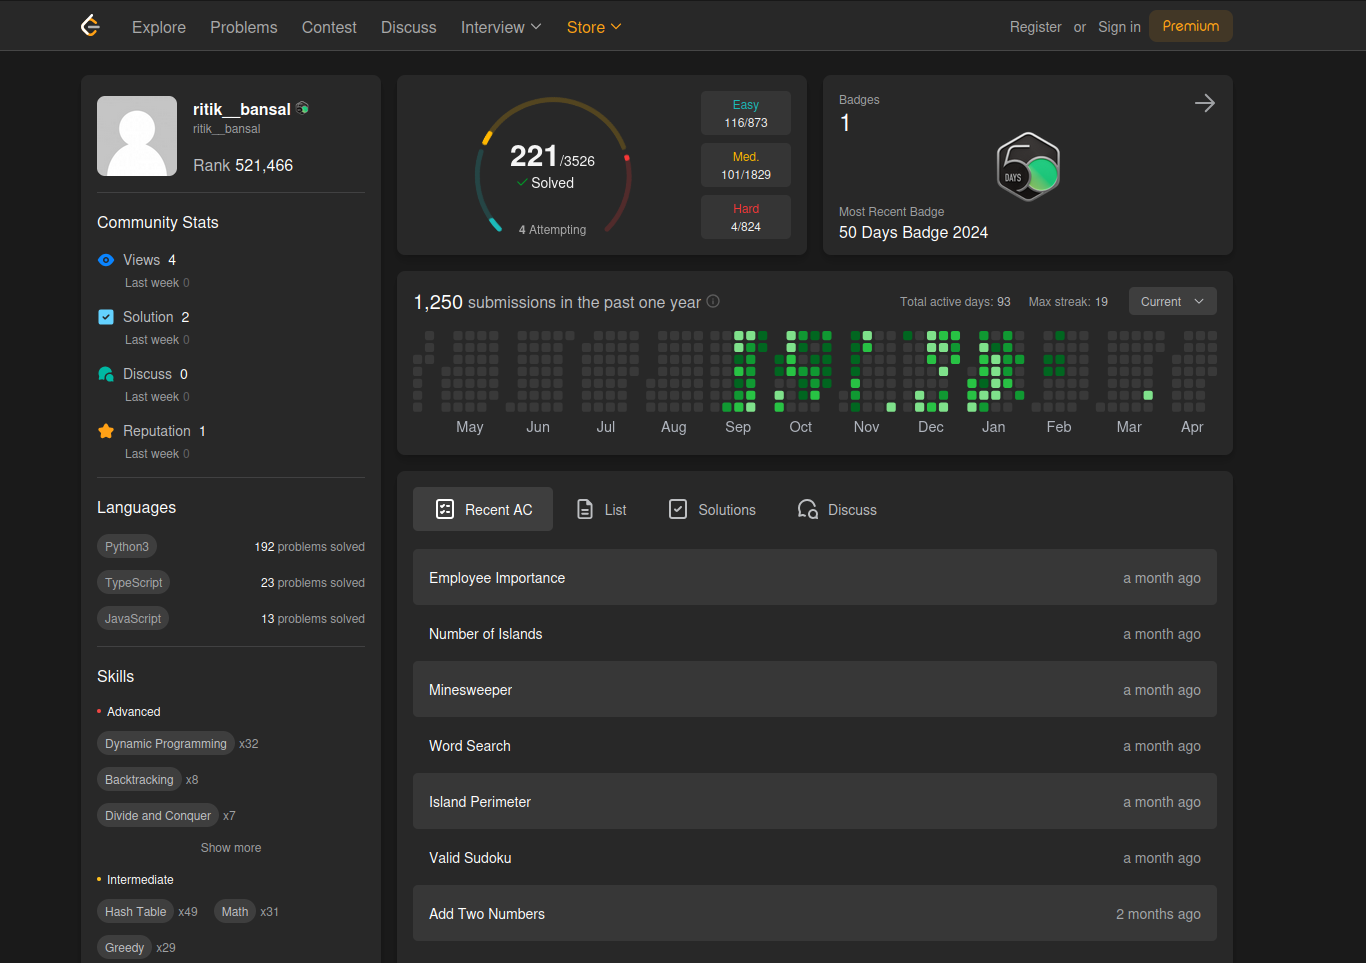 Explore Problems Contest Discuss Interview Store Register or Sign in Premium
ritik__bansal
ritik__bansal
Rank 521,466
Community Stats
Views 4
Last week 0
Solution 2
Last week 0
Discuss 0
Last week 0
Reputation 1
Last week 0
Languages
Python3 192 problems solved
TypeScript 23 problems solved
JavaScript 13 problems solved
Skills
Advanced
Dynamic Programming x32
Backtracking x8
Divide and Conquer x7
Show more
Intermediate
Hash Table x49 Math x31
Greedy x29
221/3526
Solved
4 Attempting
Easy
116/873
Med.
101/1829
Hard
4/824
Badges
1
50
DAYS
Most Recent Badge
50 Days Badge 2024
1,250 submissions in the past one year Total active days: 93 Max streak: 19 Current
May Jun Jul Aug Sep Oct Nov Dec Jan Feb Mar Apr
Recent AC List Solutions Discuss
Employee Importance a month ago
Number of Islands a month ago
Minesweeper a month ago
Word Search a month ago
Island Perimeter a month ago
Valid Sudoku a month ago
Add Two Numbers 2 months ago